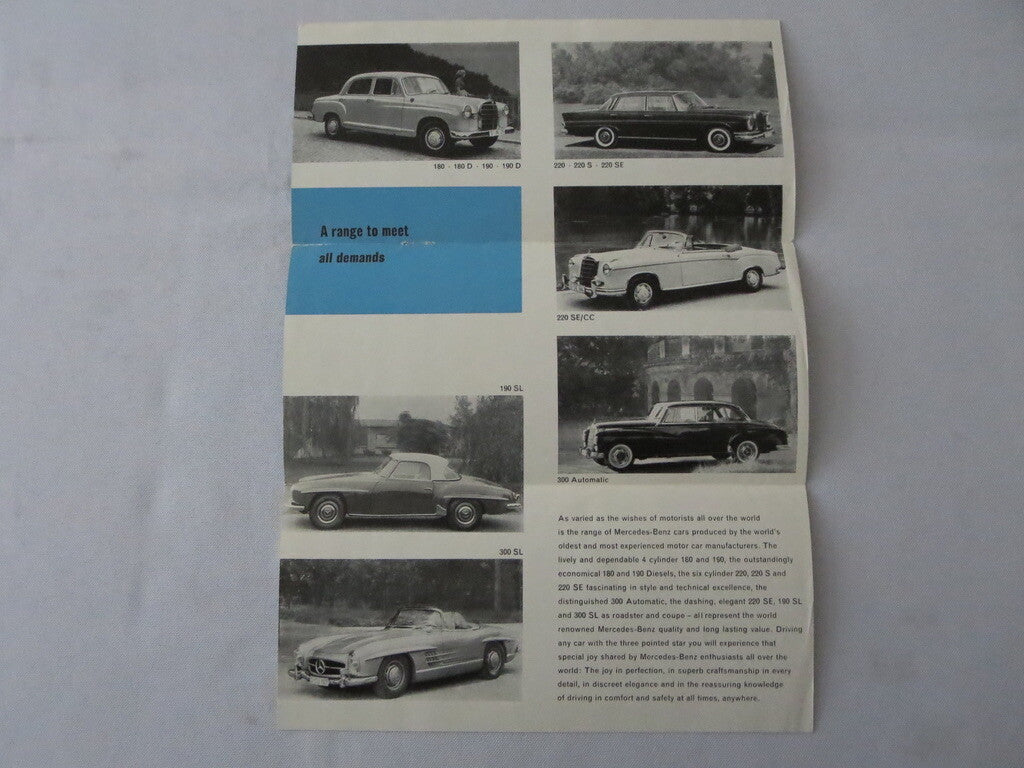 180 - 180 D - 190 - 190 D
A range to meet
all demands
190 SL
300 SL
220 - 220 S - 220 SE
220 SE/CC
300 Automatic
As varied as the wishes of motorists all over the world
is the range of Mercedes-Benz cars produced by the world's
oldest and most experienced motor car manufacturers. The
lively and dependable 4 cylinder 180 and 190, the outstandingly
economical 180 and 190 Diesels, the six cylinder 220, 220 S and
220 SE fascinating in style and technical excellence, the
distinguished 300 Automatic, the dashing, elegant 220 SE, 190 SL
and 300 SL as roadster and coupe – all represent the world
renowned Mercedes-Benz quality and long lasting value. Driving
any car with the three pointed star you will experience that
special joy shared by Mercedes-Benz enthusiasts all over the
world: The joy in perfection, in superb craftsmanship in every
detail, in discreet elegance and in the reassuring knowledge
of driving in comfort and safety at all times, anywhere.